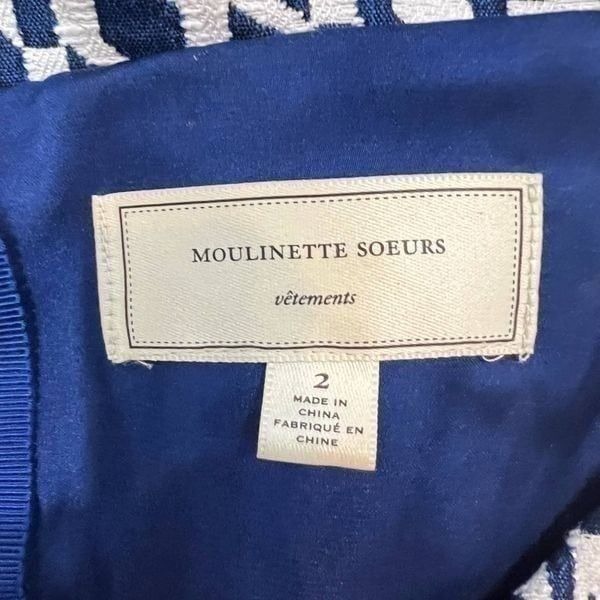 MOULINETTE SOEURS
vêtements
2
MADE IN
CHINA
FABRIQUÉ EN
CHINE